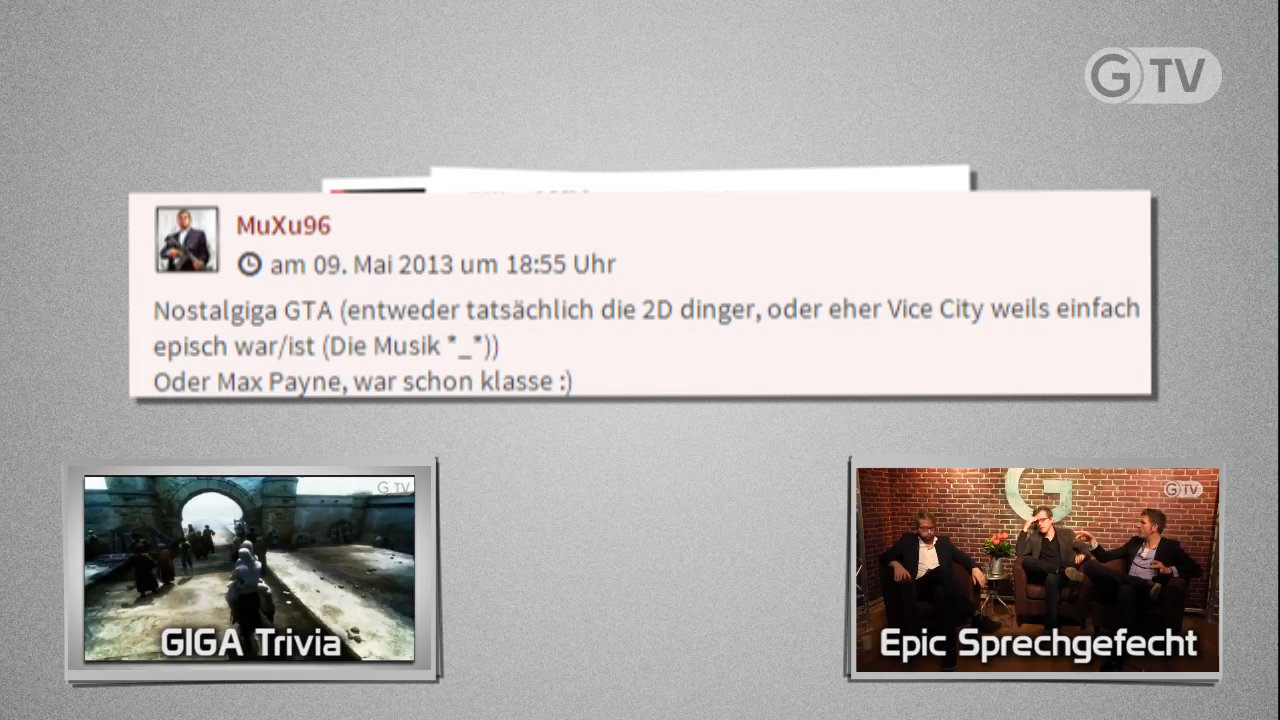 G TV
MuXu96
am 09. Mai 2013 um 18:55 Uhr
Nostalgiga GTA (entweder tatsächlich die 2D dinger, oder eher Vice City weils einfach
episch war/ist (Die Musik *_*))
Oder Max Payne, war schon klasse :)
G TV
GIGA Trivia
G
G TV
Epic Sprechgefecht